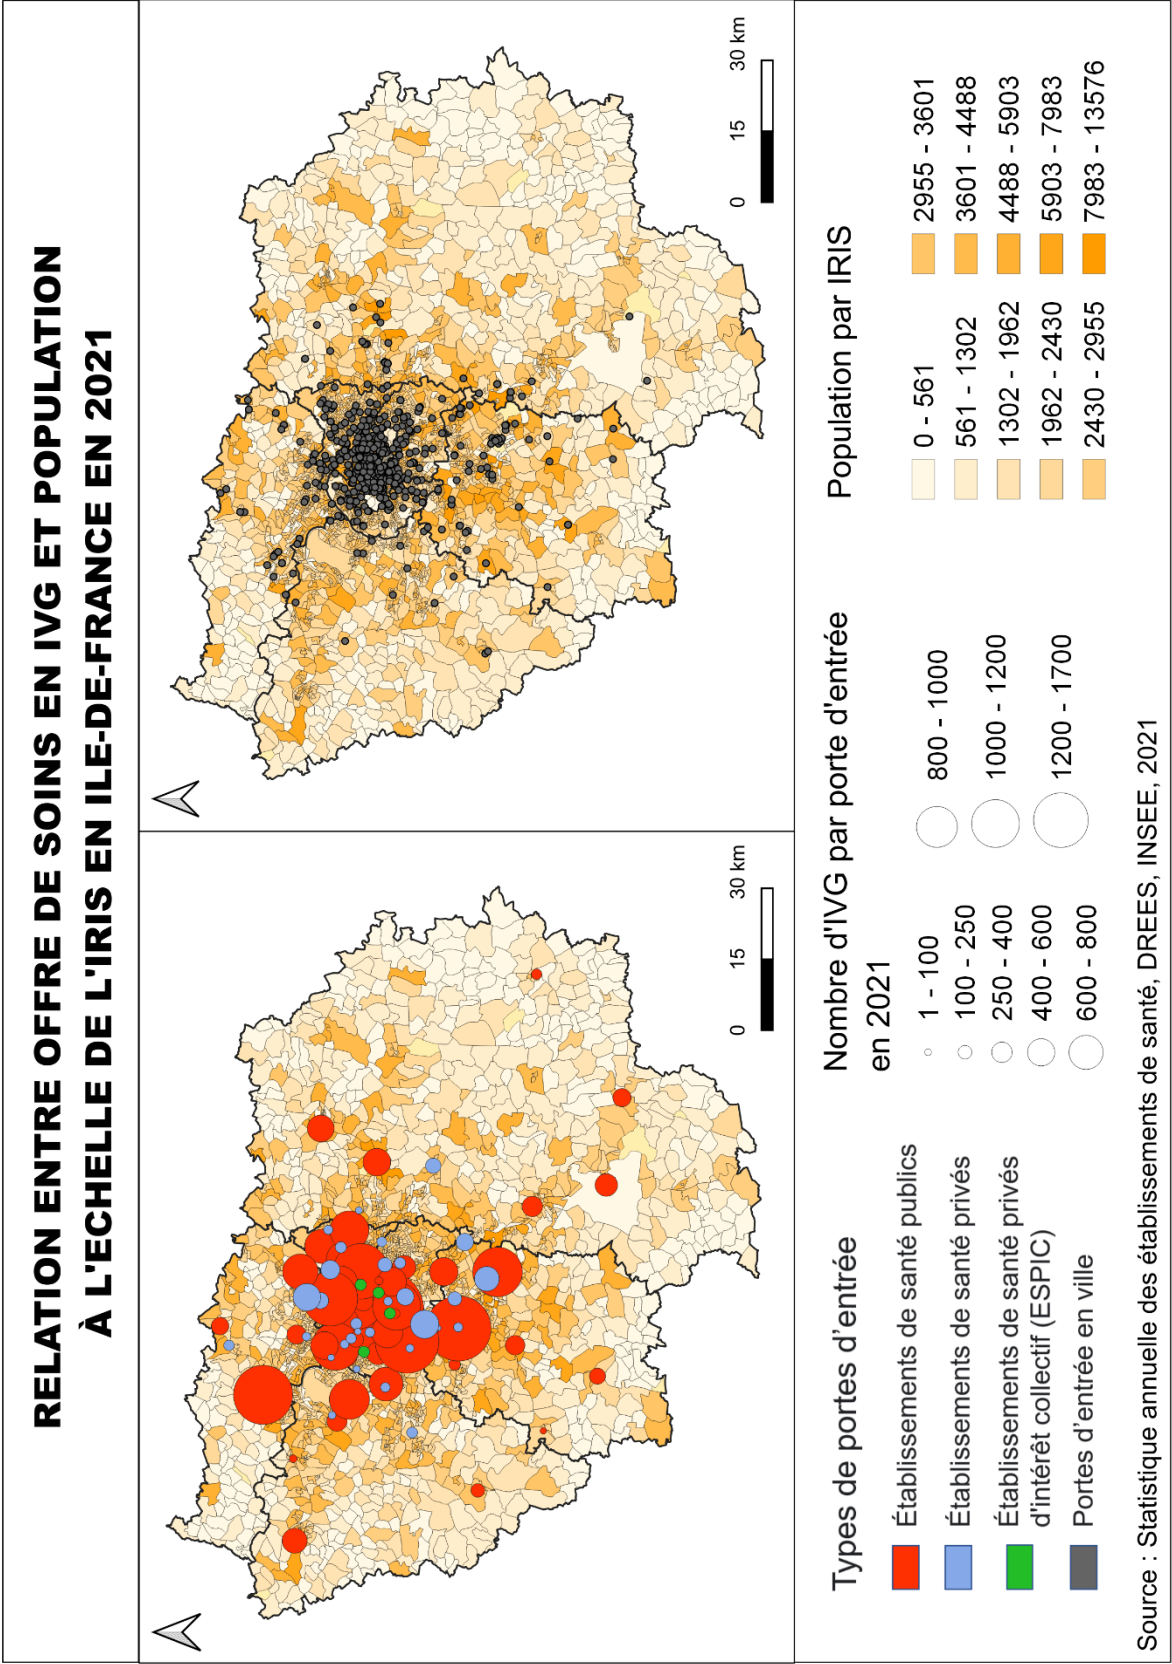 RELATION ENTRE OFFRE DE SOINS EN IVG ET POPULATION
À L'ECHELLE DE L'IRIS EN ILE-DE-FRANCE EN 2021
0 15 30 km
0 15 30 km
Types de portes d'entrée
Établissements de santé publics
Établissements de santé privés
Établissements de santé privés
d'intérêt collectif (ESPIC)
Portes d'entrée en ville
Nombre d'IVG par porte d'entrée
en 2021
1 - 100
100 - 250
250 - 400
400 - 600
600 - 800
800 - 1000
1000 - 1200
1200 - 1700
Population par IRIS
0 - 561
561 - 1302
1302 - 1962
1962 - 2430
2430 - 2955
2955 - 3601
3601 - 4488
4488 - 5903
5903 - 7983
7983 - 13576
Source : Statistique annuelle des établissements de santé, DREES, INSEE, 2021